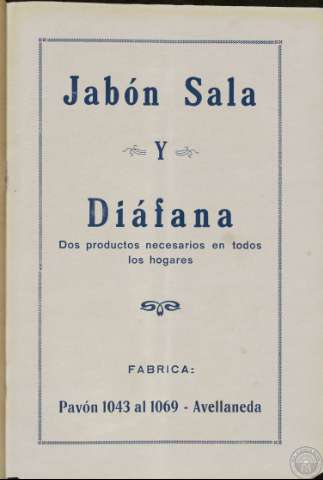 Jabón Sala
Y
Diáfana
Dos productos necesarios en todos
los hogares
FABRICA:
Pavón 1043 al 1069 - Avellaneda